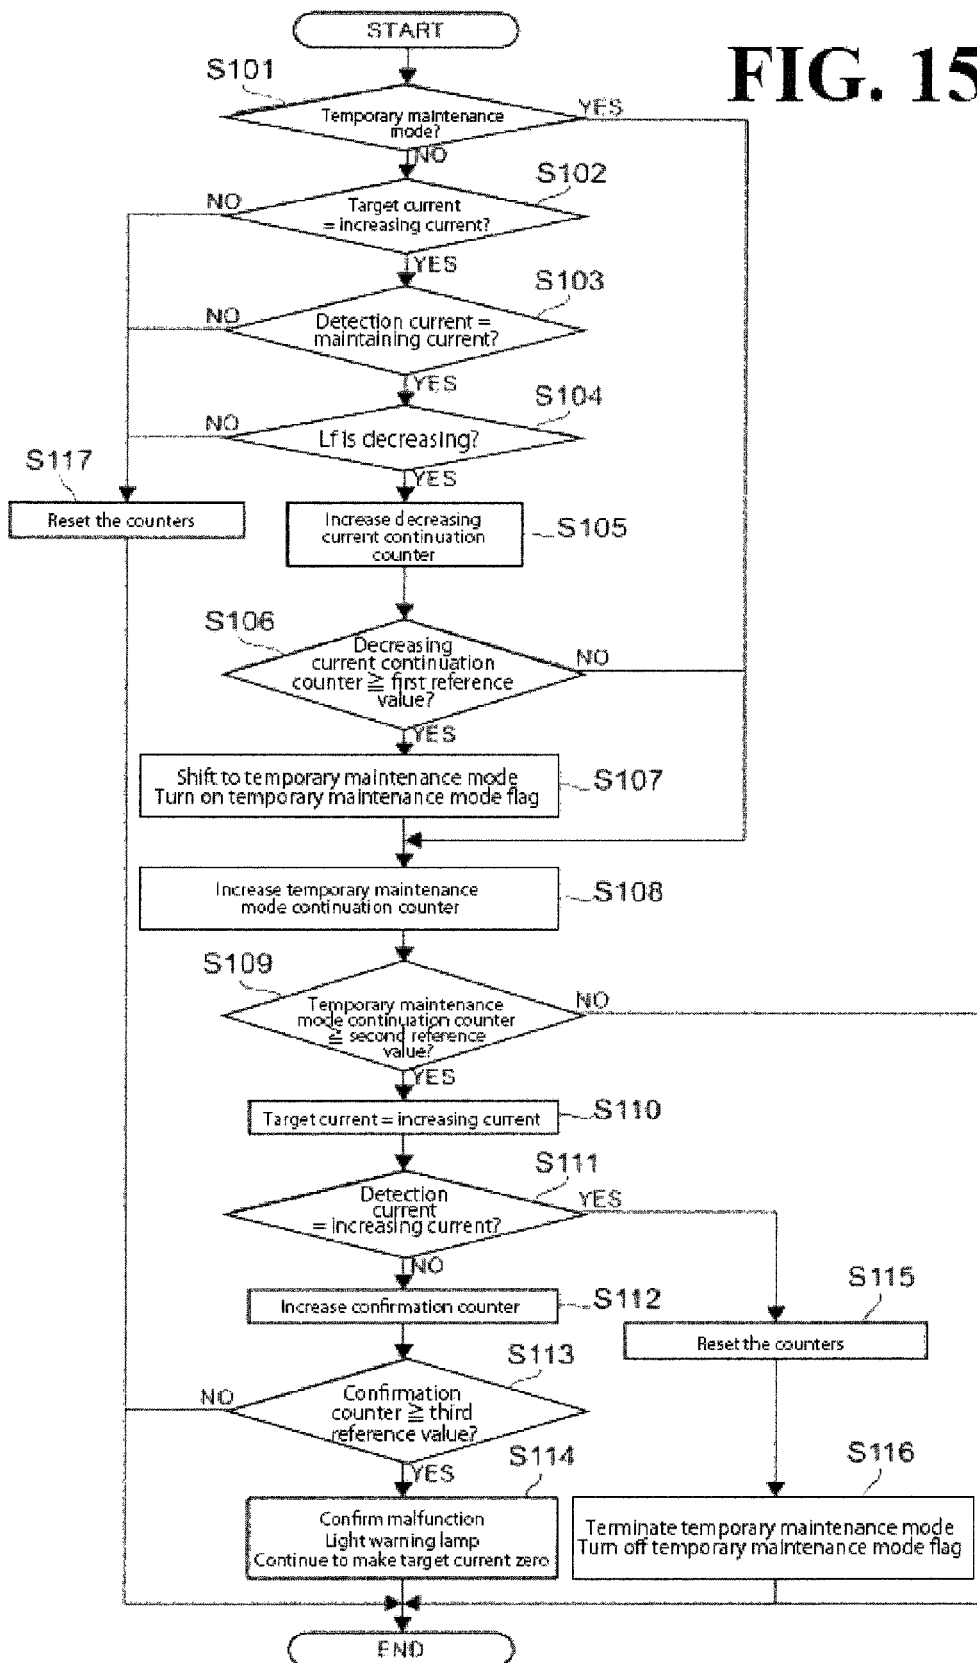 START
FIG. 15
S101
Temporary maintenance
mode?
YES
NO
S102
NO
Target current
= increasing current?
YES
S103
NO
Detection current =
maintaining current?
YES
S104
NO
Lf is decreasing?
YES
S117
Reset the counters
Increase decreasing
current continuation
counter
S105
S106
Decreasing
current continuation
counter ≧ first reference
value?
NO
YES
Shift to temporary maintenance mode
Turn on temporary maintenance mode flag
S107
Increase temporary maintenance
mode continuation counter
S108
S109
Temporary maintenance
mode continuation counter
≧ second reference
value?
NO
YES
Target current = increasing current
S110
S111
Detection
current
= increasing current?
YES
NO
Increase confirmation counter
S112
S115
Reset the counters
S113
NO
Confirmation
counter ≧ third
reference value?
YES
S114
Confirm malfunction
Light warning lamp
Continue to make target current zero
S116
Terminate temporary maintenance mode
Turn off temporary maintenance mode flag
END